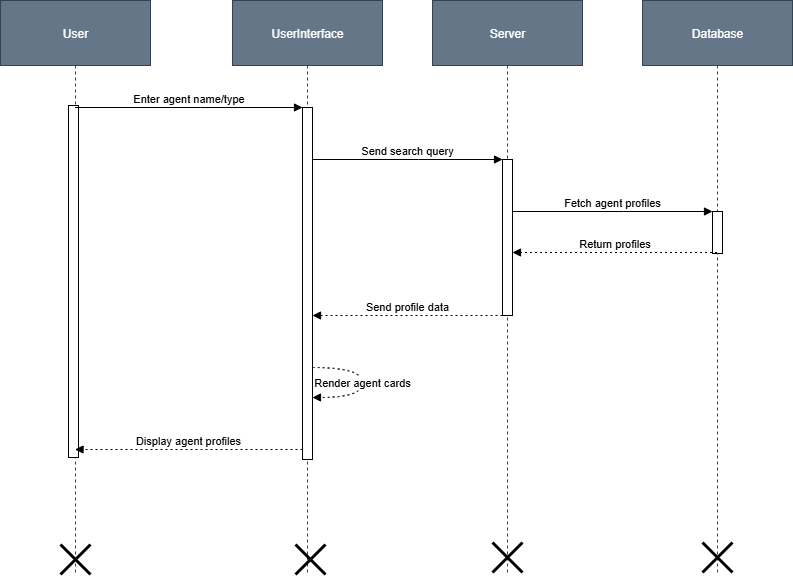 User
UserInterface
Server
Database
Enter agent name/type
Send search query
Fetch agent profiles
Return profiles
Send profile data
Render agent cards
Display agent profiles